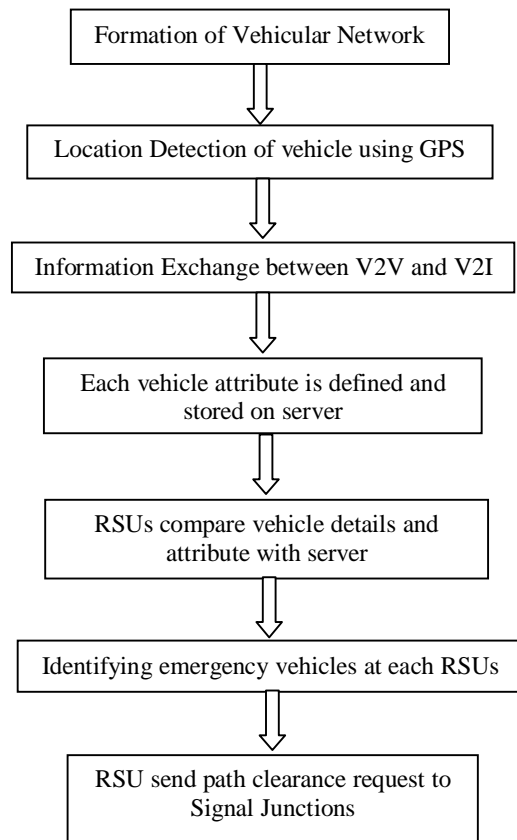 Formation of Vehicular Network
Location Detection of vehicle using GPS
Information Exchange between V2V and V2I
Each vehicle attribute is defined and
stored on server
RSUs compare vehicle details and
attribute with server
Identifying emergency vehicles at each RSUs
RSU send path clearance request to
Signal Junctions